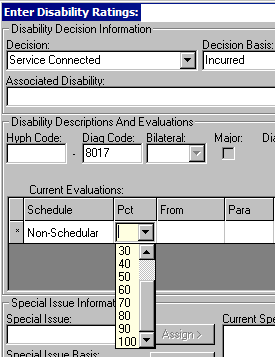 Enter Disability Ratings:
Disability Decision Information
Decision: Decision Basis:
Service Connected Incurred
Associated Disability:
Disability Descriptions And Evaluations
Hyph Code: Diag Code: Bilateral: Major: Dia
- 8017
Current Evaluations:
Schedule Pct From Para
* Non-Schedular
30
40
50
60
70
80
90
100
Special Issue Informat
Special Issue: Current Spe
Assign >
Special Issue Basis: